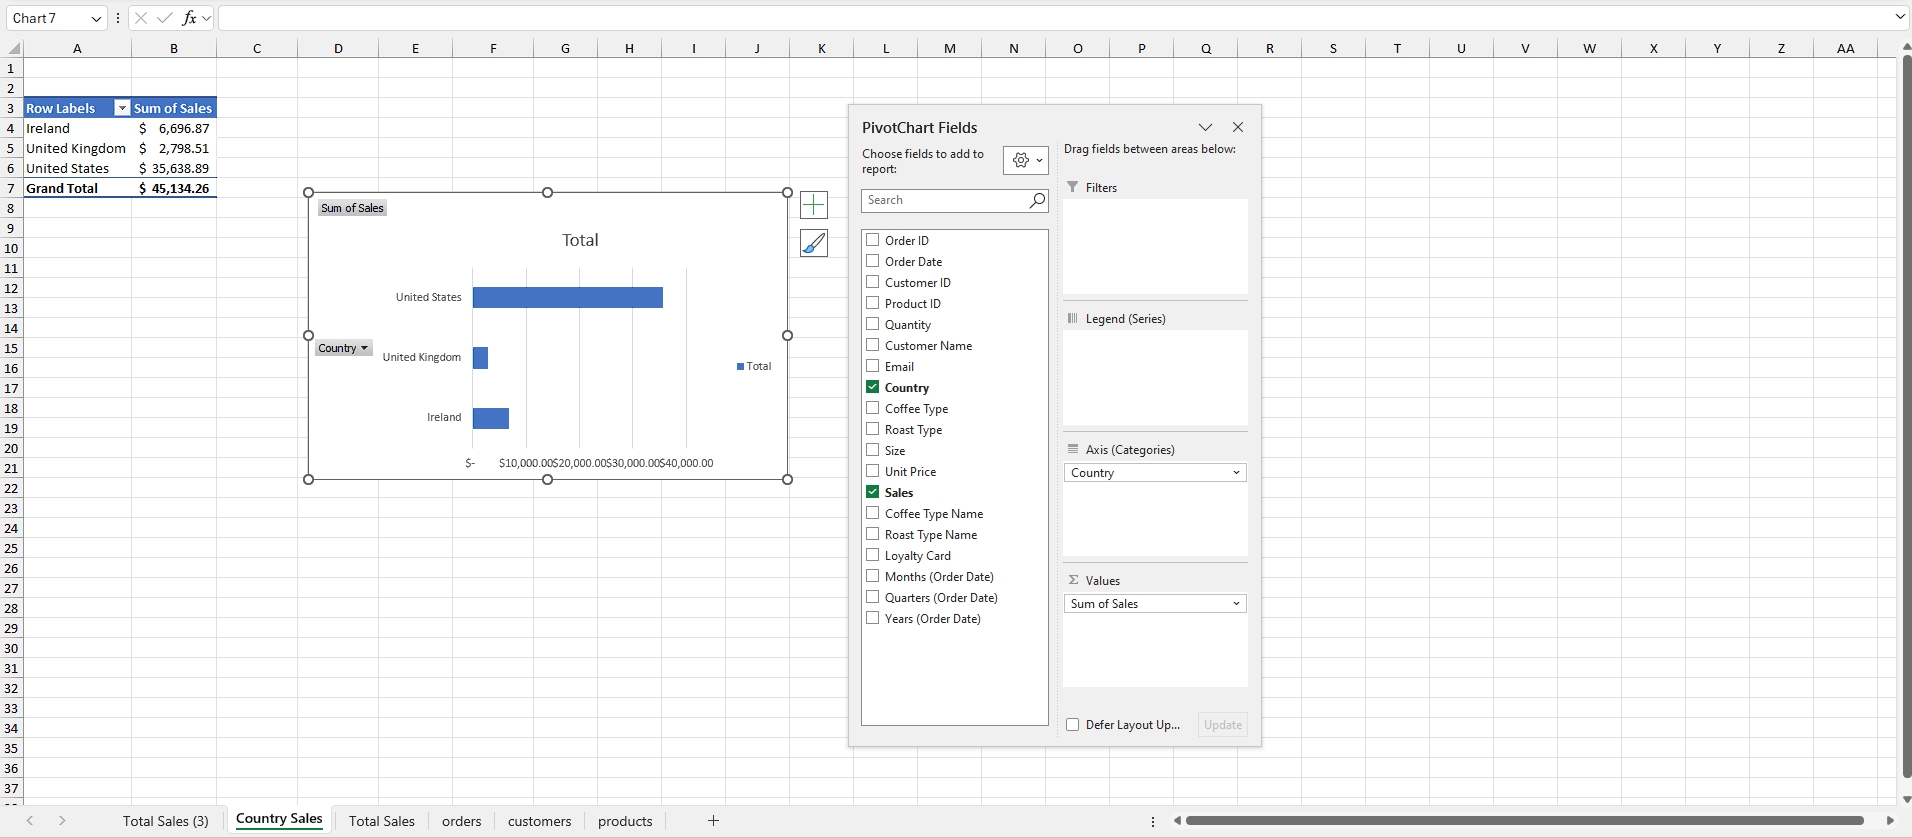 Chart7
fx
A B C D E F G H I J K L M N O P Q R S T U V W X Y Z AA
1
2
3 Row Labels Sum of Sales
4 Ireland $ 6,696.87
5 United Kingdom $ 2,798.51
6 United States $ 35,638.89
7 Grand Total $ 45,134.26
8
9
10
11
12
13
14
15
16
17
18
19
20
21
22
23
24
25
26
27
28
29
30
31
32
33
34
35
36
37
Sum of Sales
Total
United States
Country
United Kingdom
Total
Ireland
$- $10,000.00 $20,000.00 $30,000.00 $40,000.00
PivotChart Fields
Choose fields to add to
report:
Search
Order ID
Order Date
Customer ID
Product ID
Quantity
Customer Name
Email
Country
Coffee Type
Roast Type
Size
Unit Price
Sales
Coffee Type Name
Roast Type Name
Loyalty Card
Months (Order Date)
Quarters (Order Date)
Years (Order Date)
Drag fields between areas below:
Filters
Legend (Series)
Axis (Categories)
Country
Σ Values
Sum of Sales
Defer Layout Up...
Update
Total Sales (3) Country Sales Total Sales orders customers products